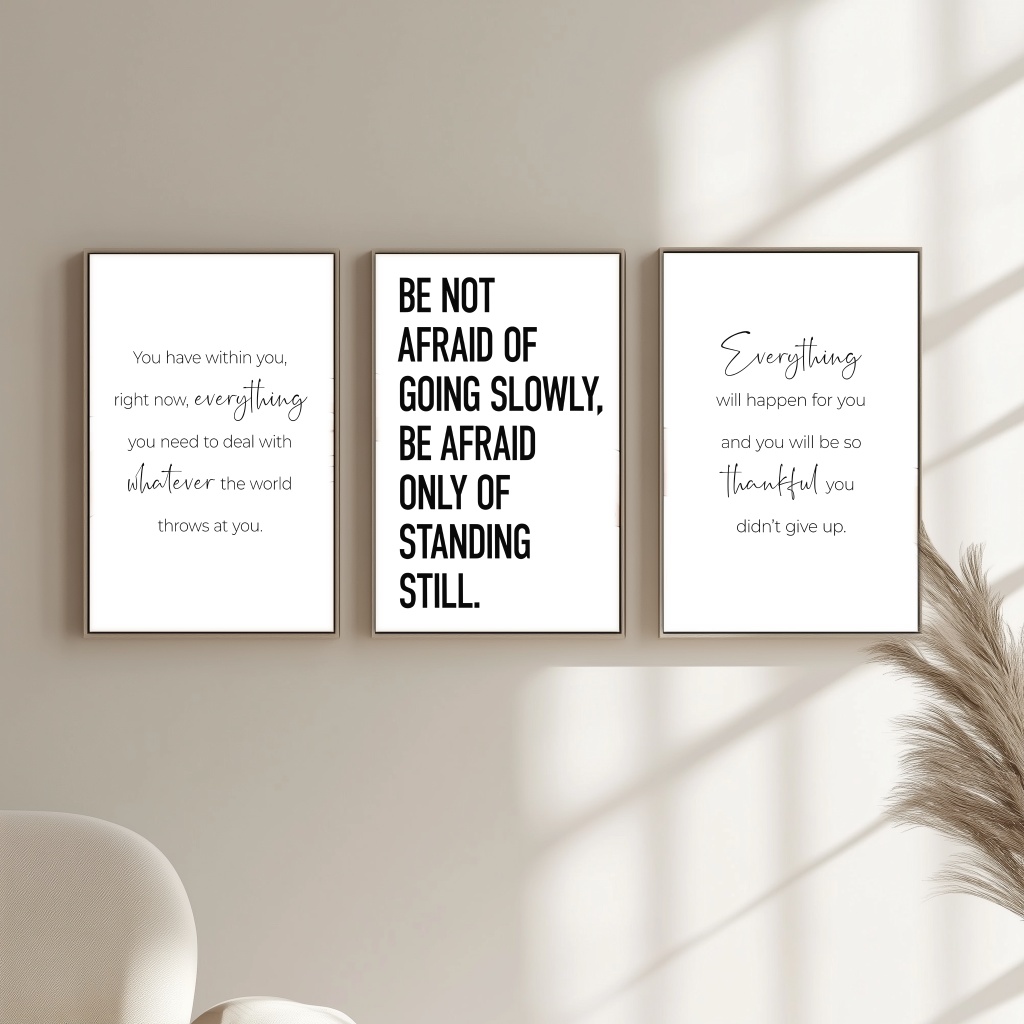 You have within you,
right now, everything
you need to deal with
whatever the world
throws at you.
BE NOT
AFRAID OF
GOING SLOWLY,
BE AFRAID
ONLY OF
STANDING
STILL.
Everything
will happen for you
and you will be so
thankful you
didn't give up.